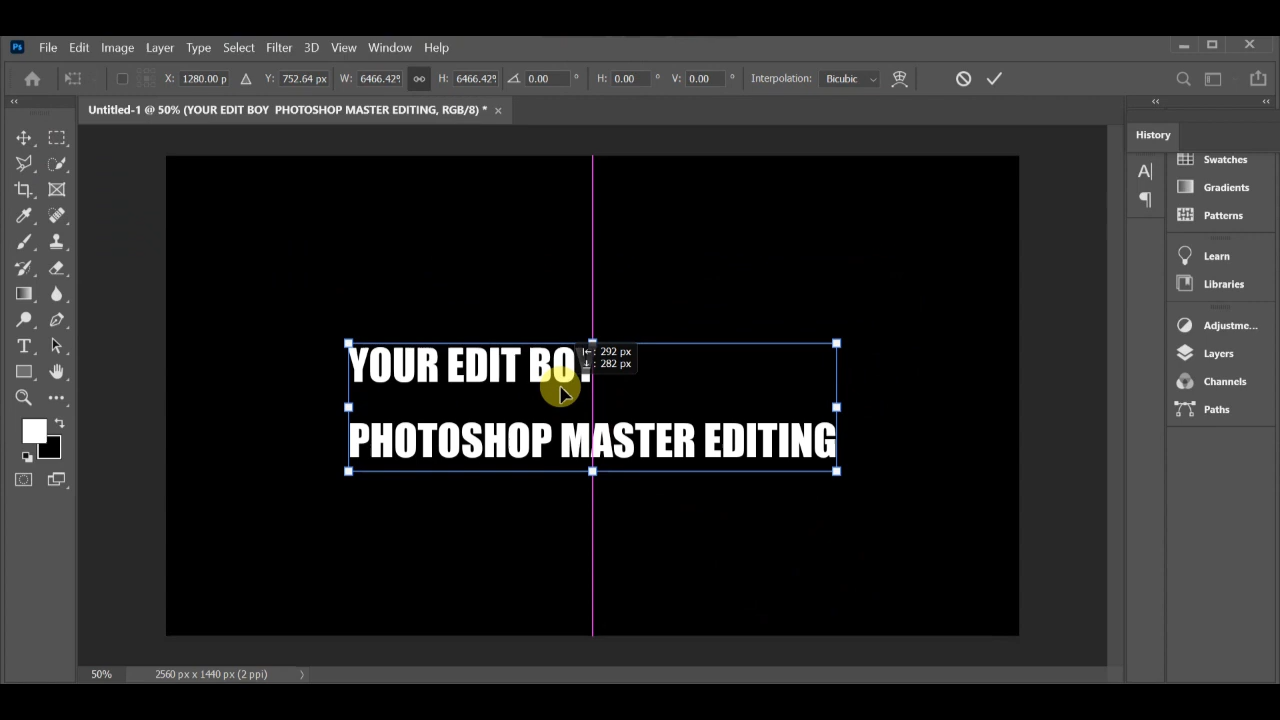 Ps File Edit Image Layer Type Select Filter 3D View Window Help
X: 1280.00 p Y: 752.64 px W: 6466.42% H: 6466.42% 0.00 ° H: 0.00 ° V: 0.00 ° Interpolation: Bicubic
Untitled-1 @ 50% (YOUR EDIT BOY PHOTOSHOP MASTER EDITING, RGB/8) * ×
History
Swatches
Gradients
Patterns
Learn
Libraries
Adjustme...
Layers
Channels
Paths
YOUR EDIT BOY
: 292 px
: 282 px
PHOTOSHOP MASTER EDITING
50% 2560 px x 1440 px (2 ppi)